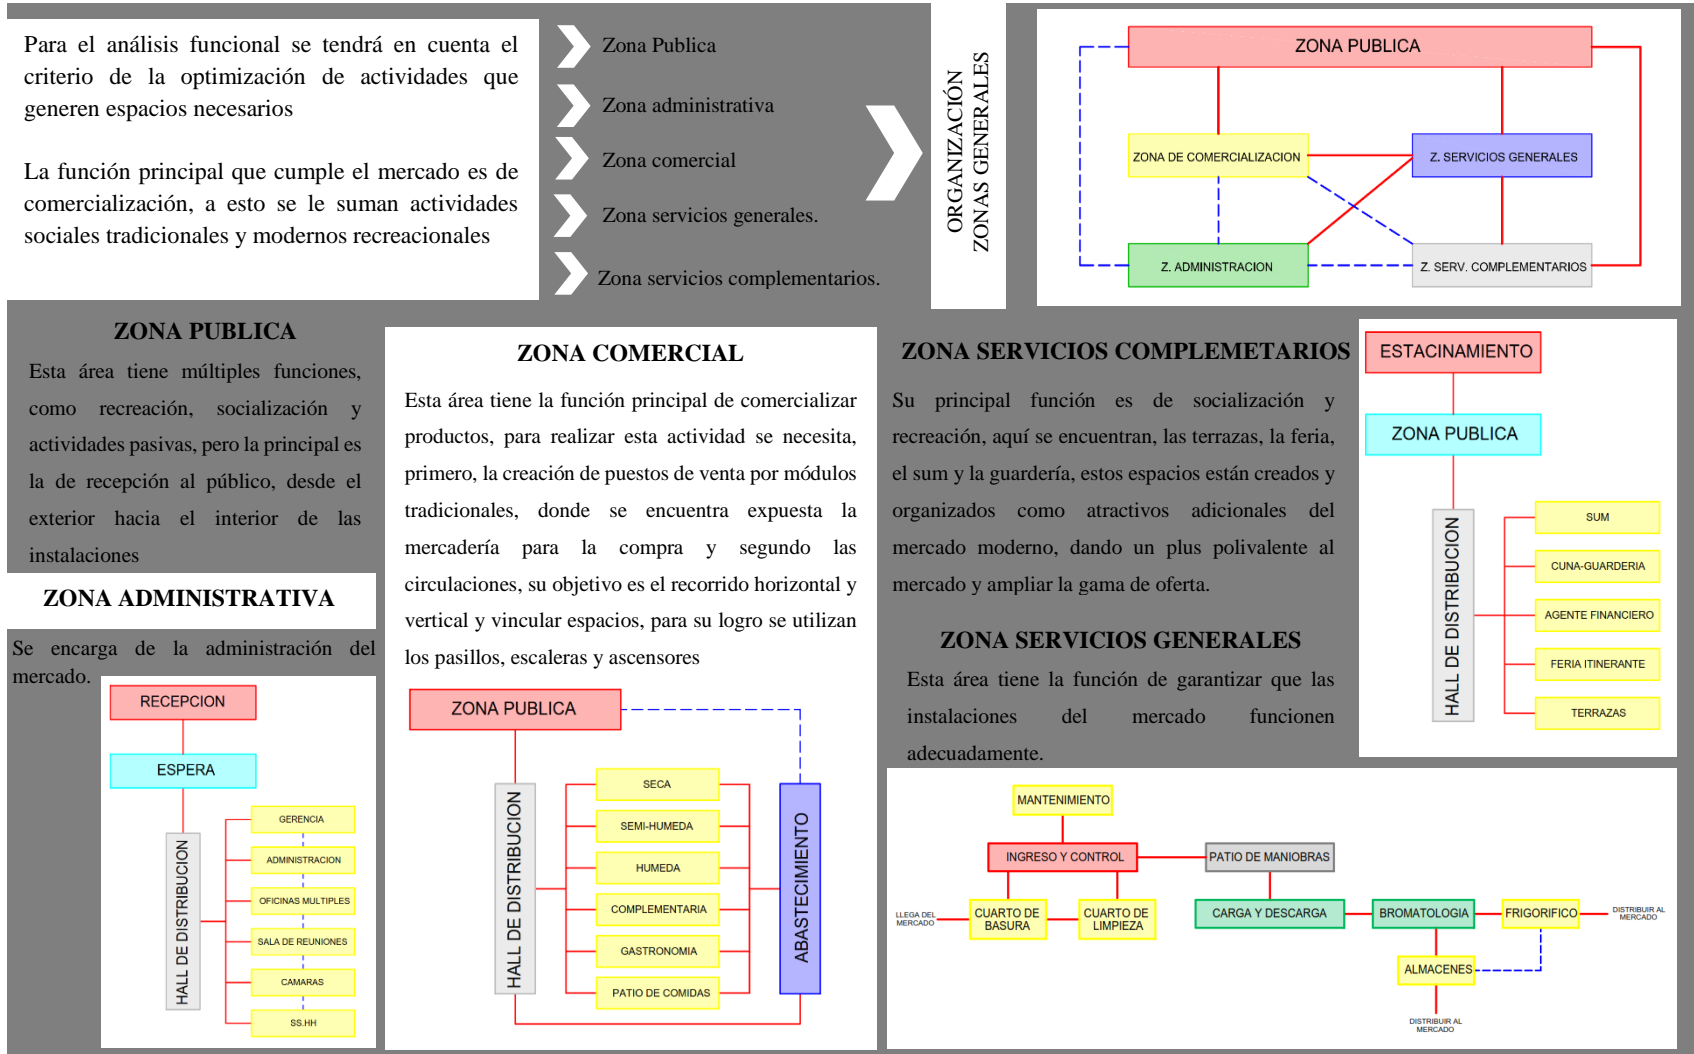 Para el análisis funcional se tendrá en cuenta el
criterio de la optimización de actividades que
generen espacios necesarios
La función principal que cumple el mercado es de
comercialización, a esto se le suman actividades
sociales tradicionales y modernos recreacionales
Zona Publica
Zona administrativa
Zona comercial
Zona servicios generales.
Zona servicios complementarios.
ORGANIZACIÓN
ZONAS GENERALES
ZONA PUBLICA
ZONA DE COMERCIALIZACION
Z. SERVICIOS GENERALES
Z. ADMINISTRACION
Z. SERV. COMPLEMENTARIOS
ZONA PUBLICA
Esta área tiene múltiples funciones,
como recreación, socialización y
actividades pasivas, pero la principal es
la de recepción al público, desde el
exterior hacia el interior de las
instalaciones
ZONA ADMINISTRATIVA
Se encarga de la administración del
mercado.
RECEPCION
ESPERA
HALL DE DISTRIBUCION
GERENCIA
ADMINISTRACION
OFICINAS MULTIPLES
SALA DE REUNIONES
CAMARAS
SS.HH
ZONA COMERCIAL
Esta área tiene la función principal de comercializar
productos, para realizar esta actividad se necesita,
primero, la creación de puestos de venta por módulos
tradicionales, donde se encuentra expuesta la
mercadería para la compra y segundo las
circulaciones, su objetivo es el recorrido horizontal y
vertical y vincular espacios, para su logro se utilizan
los pasillos, escaleras y ascensores
ZONA PUBLICA
HALL DE DISTRIBUCION
SECA
SEMI-HUMEDA
HUMEDA
COMPLEMENTARIA
GASTRONOMIA
PATIO DE COMIDAS
ABASTECIMIENTO
ZONA SERVICIOS COMPLEMETARIOS
Su principal función es de socialización y
recreación, aquí se encuentran, las terrazas, la feria,
el sum y la guardería, estos espacios están creados y
organizados como atractivos adicionales del
mercado moderno, dando un plus polivalente al
mercado y ampliar la gama de oferta.
ESTACINAMIENTO
ZONA PUBLICA
HALL DE DISTRIBUCION
SUM
CUNA-GUARDERIA
AGENTE FINANCIERO
FERIA ITINERANTE
TERRAZAS
ZONA SERVICIOS GENERALES
Esta área tiene la función de garantizar que las
instalaciones del mercado funcionen
adecuadamente.
MANTENIMIENTO
INGRESO Y CONTROL
PATIO DE MANIOBRAS
LLEGA DEL
MERCADO
CUARTO DE
BASURA
CUARTO DE
LIMPIEZA
CARGA Y DESCARGA
BROMATOLOGIA
FRIGORIFICO
DISTRIBUIR AL
MERCADO
ALMACENES
DISTRIBUIR AL
MERCADO